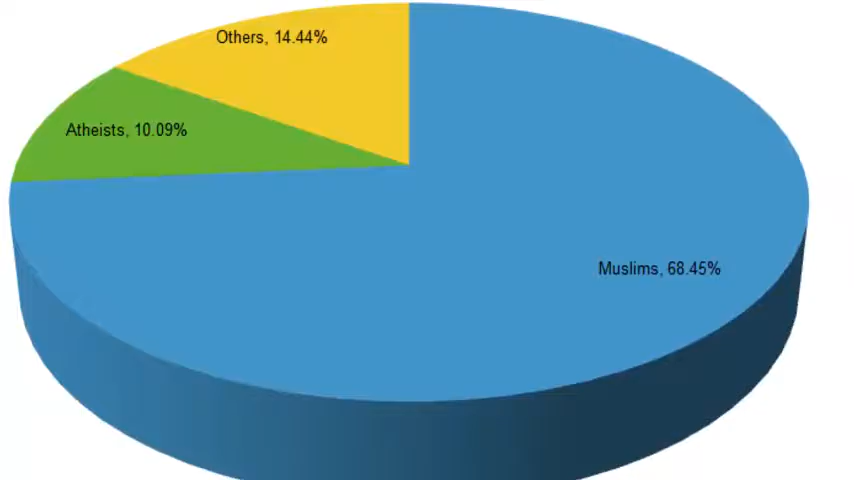 Others, 14.44%
Atheists, 10.09%
Muslims, 68.45%